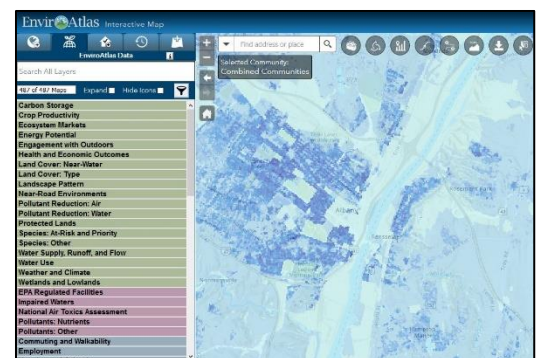 EnviroAtlas Interactive Map
EnviroAtlas Data
Search All Layers
487 of 487 Maps Expand Hide Icons
Carbon Storage
Crop Productivity
Ecosystem Markets
Energy Potential
Engagement with Outdoors
Health and Economic Outcomes
Land Cover: Near-Water
Land Cover: Type
Landscape Pattern
Near-Road Environments
Pollutant Reduction: Air
Pollutant Reduction: Water
Protected Lands
Species: At-Risk and Priority
Species: Other
Water Supply, Runoff, and Flow
Water Use
Weather and Climate
Wetlands and Lowlands
EPA Regulated Facilities
Impaired Waters
National Air Toxics Assessment
Pollutants: Nutrients
Pollutants: Other
Commuting and Walkability
Employment
Find address or place
Selected Community:
Combined Communities
Albany
Rensselaer